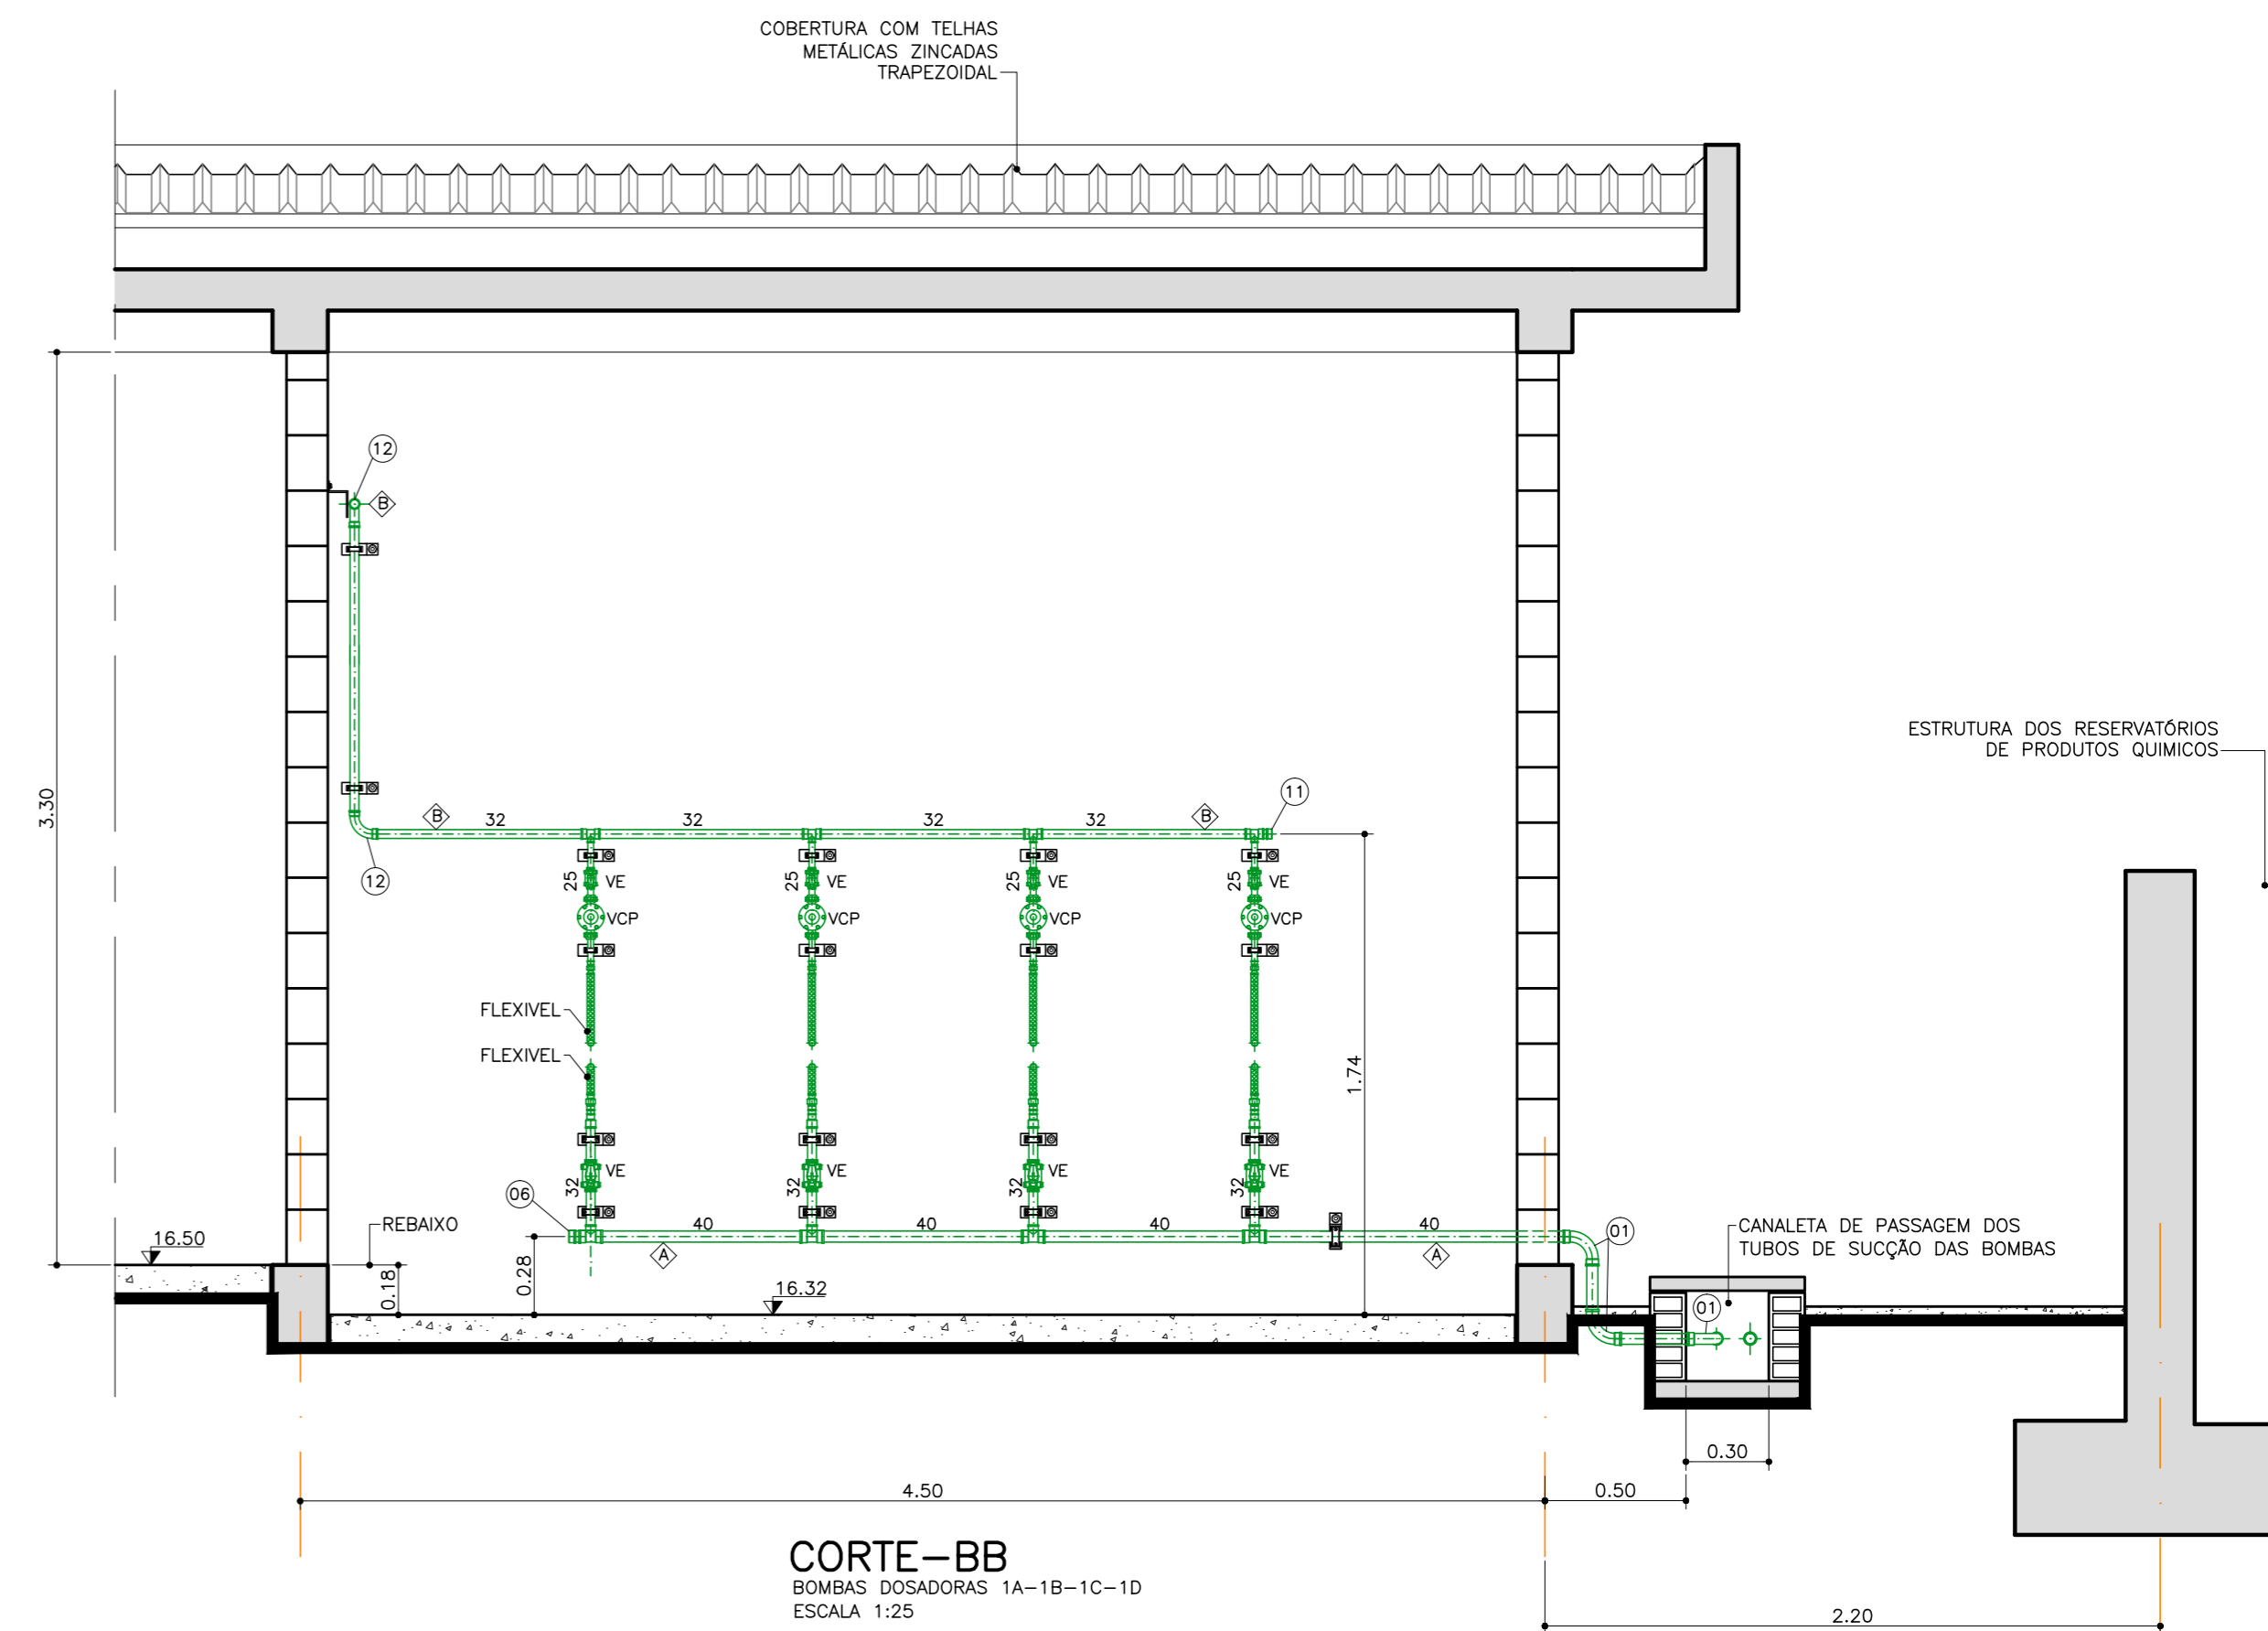 COBERTURA COM TELHAS
METÁLICAS ZINCADAS
TRAPEZOIDAL
12
B
3.30
ESTRUTURA DOS RESERVATÓRIOS
DE PRODUTOS QUIMICOS
11
B
32
32
32
32
B
12
25
VE
25
VE
25
VE
25
VE
VCP
VCP
VCP
VCP
FLEXIVEL
FLEXIVEL
1.74
VE
VE
VE
VE
32
32
32
32
06
REBAIXO
40
40
40
40
01
CANALETA DE PASSAGEM DOS
TUBOS DE SUCÇÃO DAS BOMBAS
16.50
A
A
0.18
0.28
16.32
01
0.30
4.50
0.50
CORTE-BB
BOMBAS DOSADORAS 1A-1B-1C-1D
ESCALA 1:25
2.20